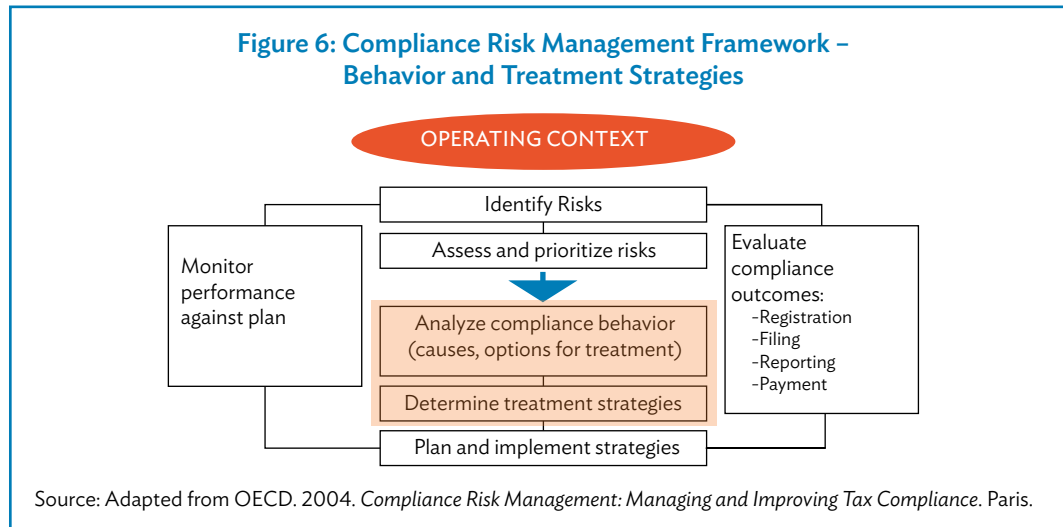 Figure 6: Compliance Risk Management Framework –
Behavior and Treatment Strategies
OPERATING CONTEXT
Identify Risks
Assess and prioritize risks
Monitor
performance
against plan
Analyze compliance behavior
(causes, options for treatment)
Determine treatment strategies
Plan and implement strategies
Evaluate
compliance
outcomes:
-Registration
-Filing
-Reporting
-Payment
Source: Adapted from OECD. 2004. Compliance Risk Management: Managing and Improving Tax Compliance. Paris.